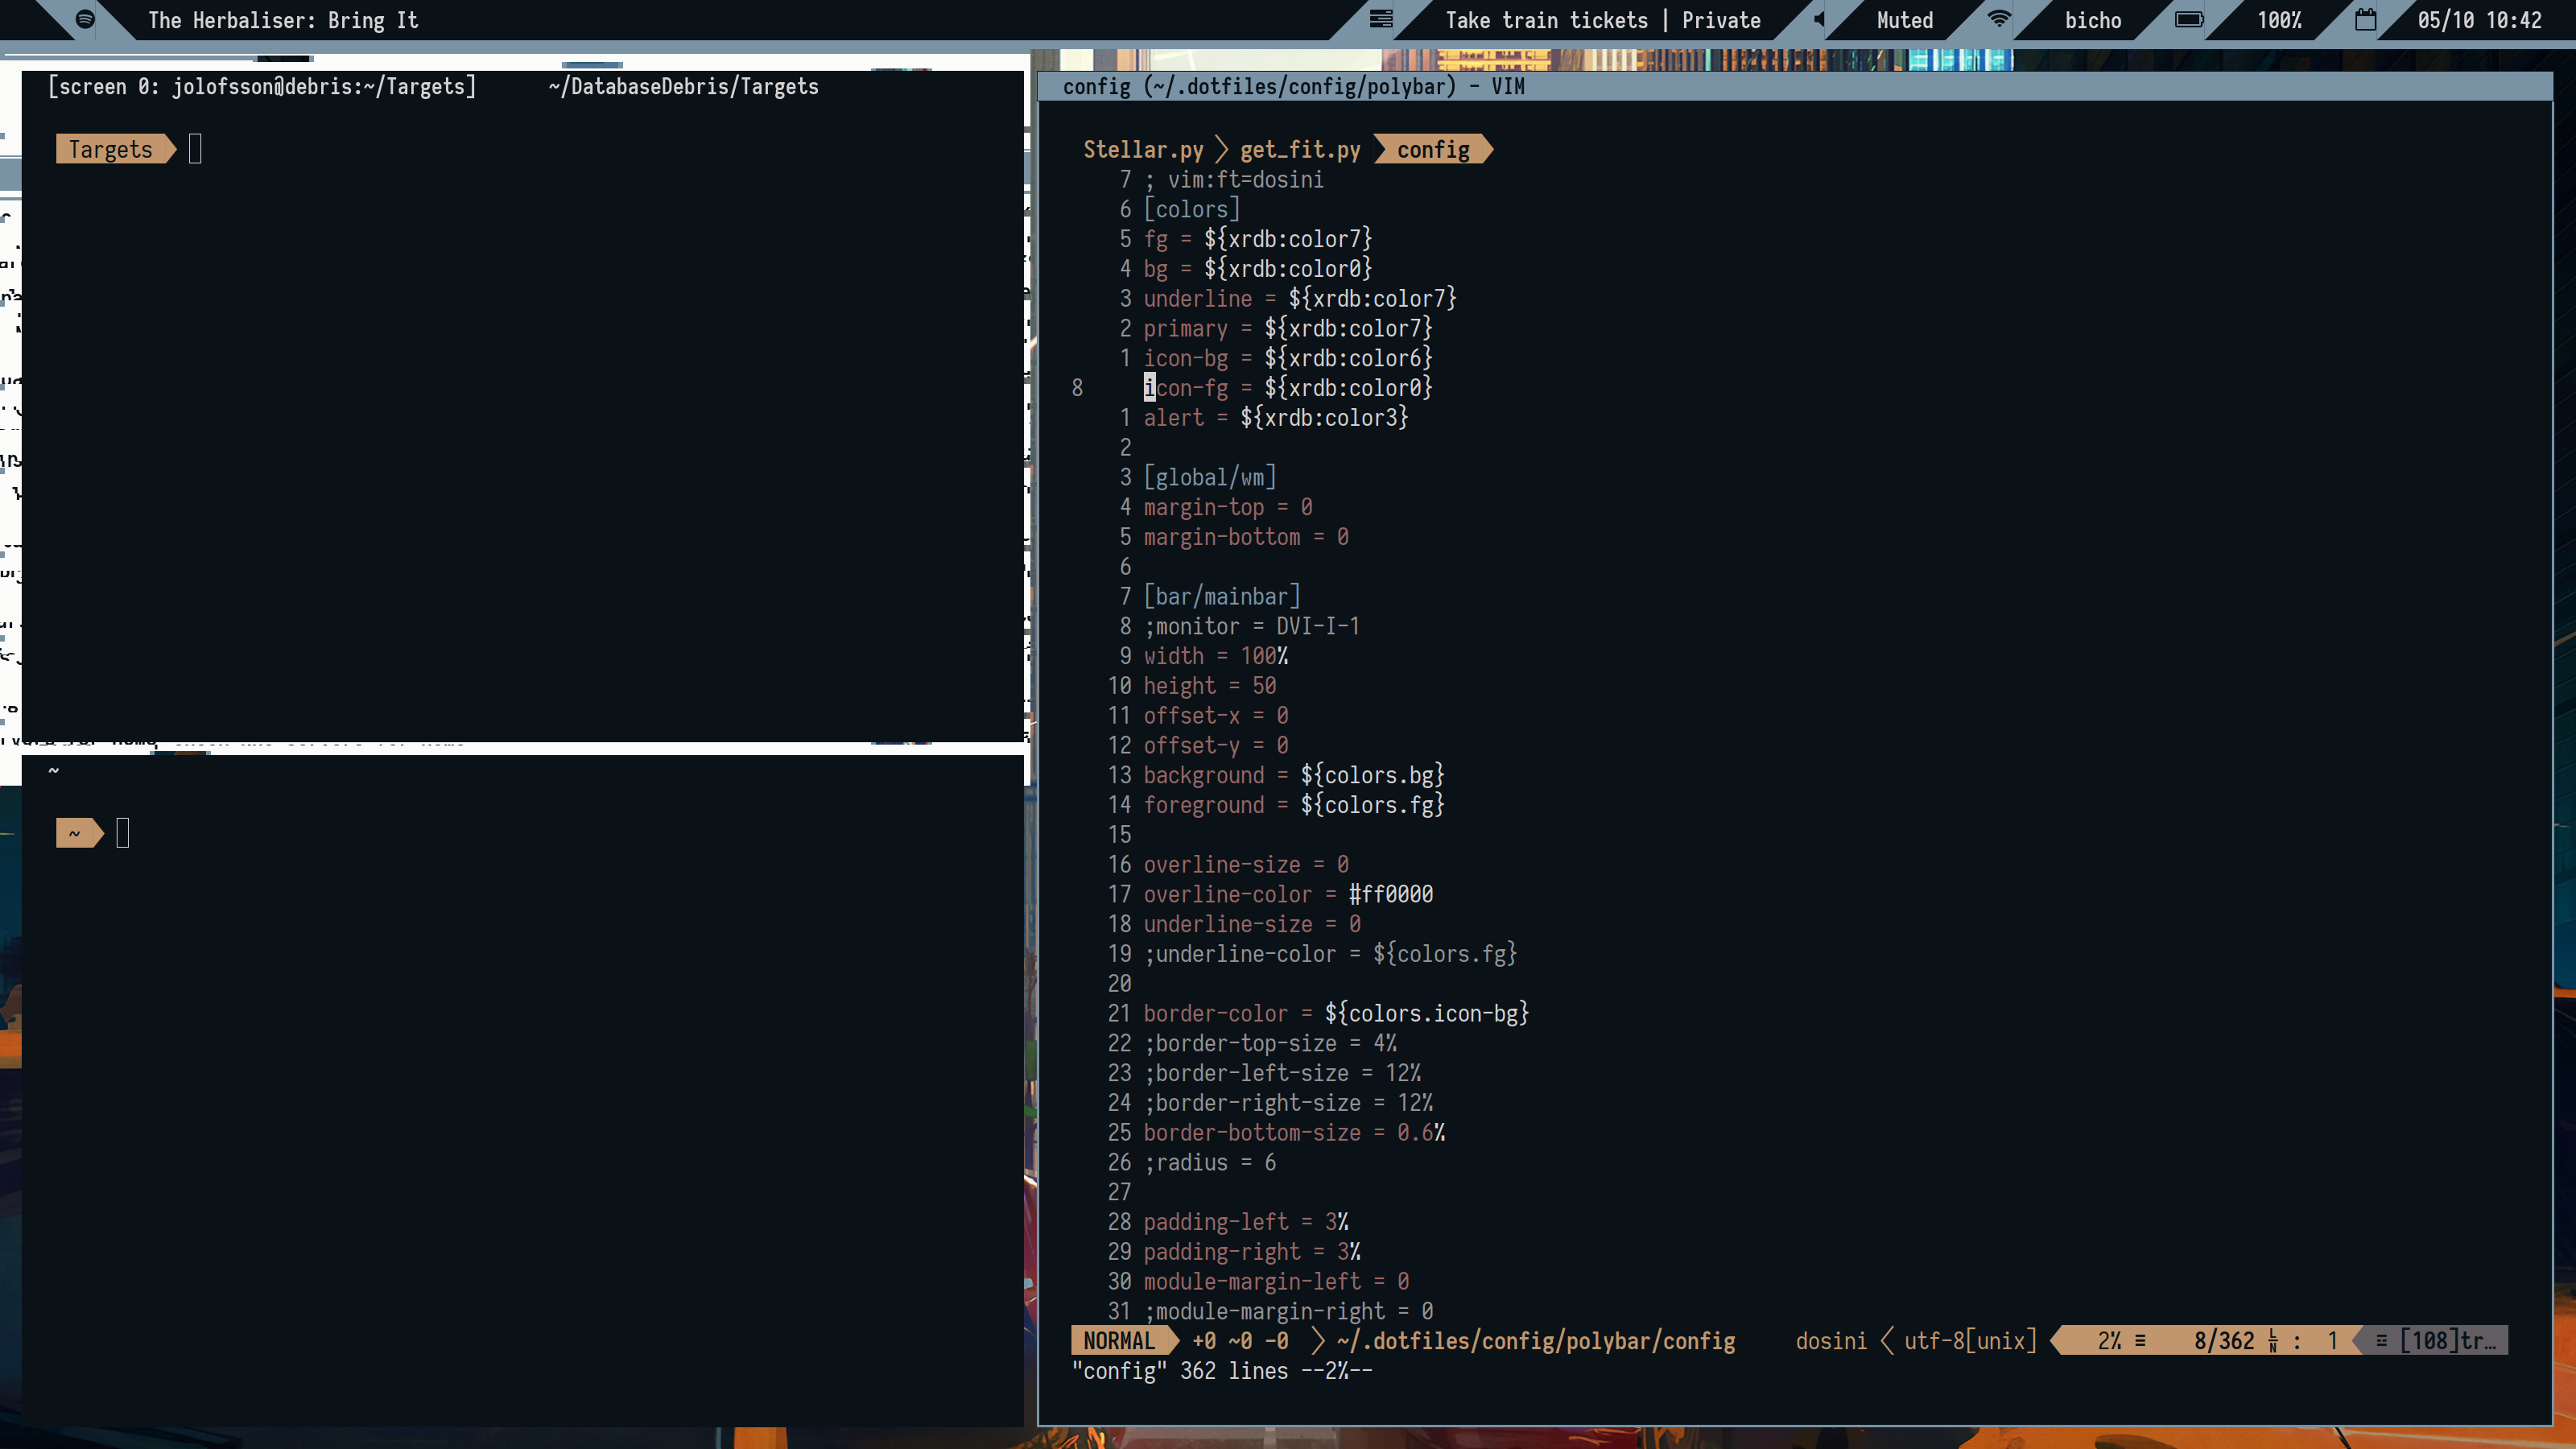 The Herbaliser: Bring It
Take train tickets | Private
Muted
bicho
100%
05/10 10:42
[screen 0: jolofsson@debris:~/Targets] ~/DatabaseDebris/Targets
Targets
~
~
config (~/.dotfiles/config/polybar) - VIM
Stellar.py get_fit.py config
7 ; vim:ft=dosini
6 [colors]
5 fg = ${xrdb:color7}
4 bg = ${xrdb:color0}
3 underline = ${xrdb:color7}
2 primary = ${xrdb:color7}
1 icon-bg = ${xrdb:color6}
8 icon-fg = ${xrdb:color0}
1 alert = ${xrdb:color3}
2
3 [global/wm]
4 margin-top = 0
5 margin-bottom = 0
6
7 [bar/mainbar]
8 ;monitor = DVI-I-1
9 width = 100%
10 height = 50
11 offset-x = 0
12 offset-y = 0
13 background = ${colors.bg}
14 foreground = ${colors.fg}
15
16 overline-size = 0
17 overline-color = #ff0000
18 underline-size = 0
19 ;underline-color = ${colors.fg}
20
21 border-color = ${colors.icon-bg}
22 ;border-top-size = 4%
23 ;border-left-size = 12%
24 ;border-right-size = 12%
25 border-bottom-size = 0.6%
26 ;radius = 6
27
28 padding-left = 3%
29 padding-right = 3%
30 module-margin-left = 0
31 ;module-margin-right = 0
NORMAL +0 ~0 -0 ~/.dotfiles/config/polybar/config dosini utf-8[unix] 2% ≡ 8/362 ㏑ : 1 ☲ [108]tr…
"config" 362 lines --2%--